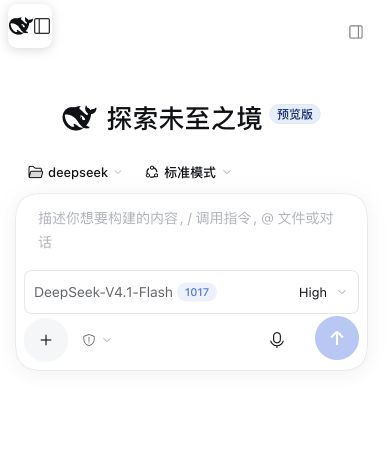 探索未至之境 预览版
deepseek 标准模式
描述你想要构建的内容, / 调用指令, @ 文件或对
话
DeepSeek-V4.1-Flash 1017 High